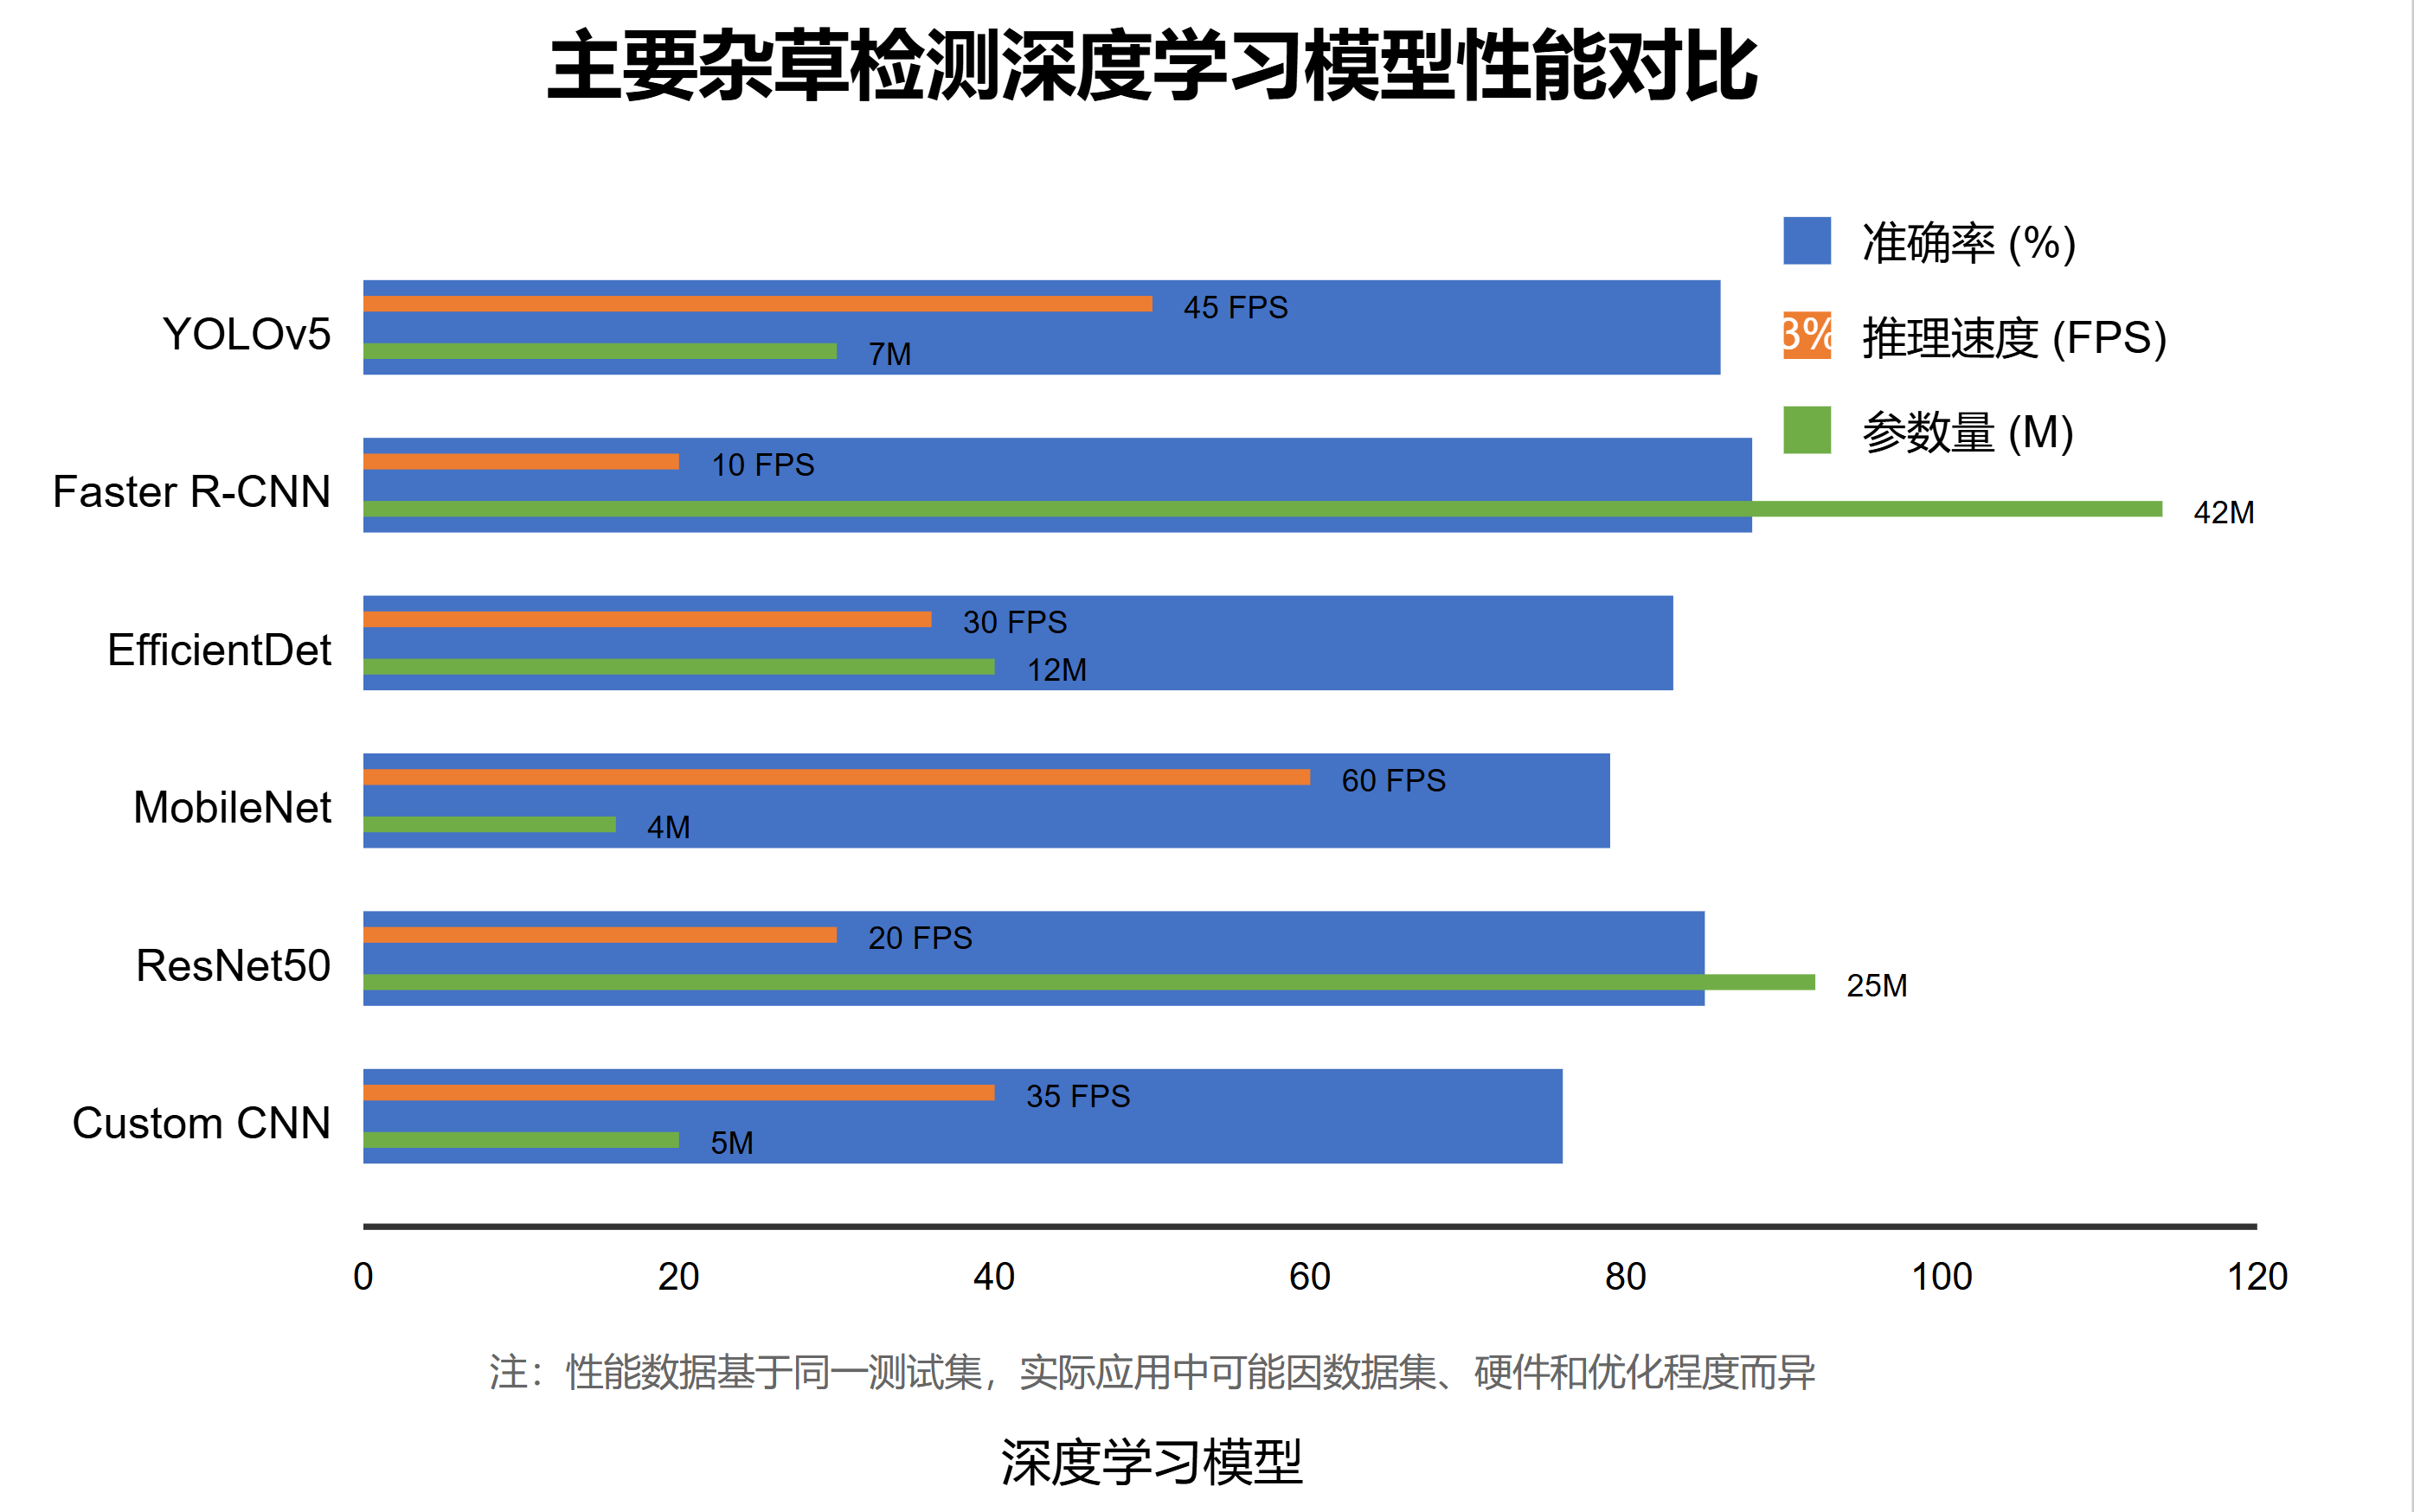 主要杂草检测深度学习模型性能对比
准确率 (%)
3% 推理速度 (FPS)
参数量 (M)
YOLOv5
45 FPS
7M
Faster R-CNN
10 FPS
42M
EfficientDet
30 FPS
12M
MobileNet
60 FPS
4M
ResNet50
20 FPS
25M
Custom CNN
35 FPS
5M
0 20 40 60 80 100 120
注：性能数据基于同一测试集，实际应用中可能因数据集、硬件和优化程度而异
深度学习模型